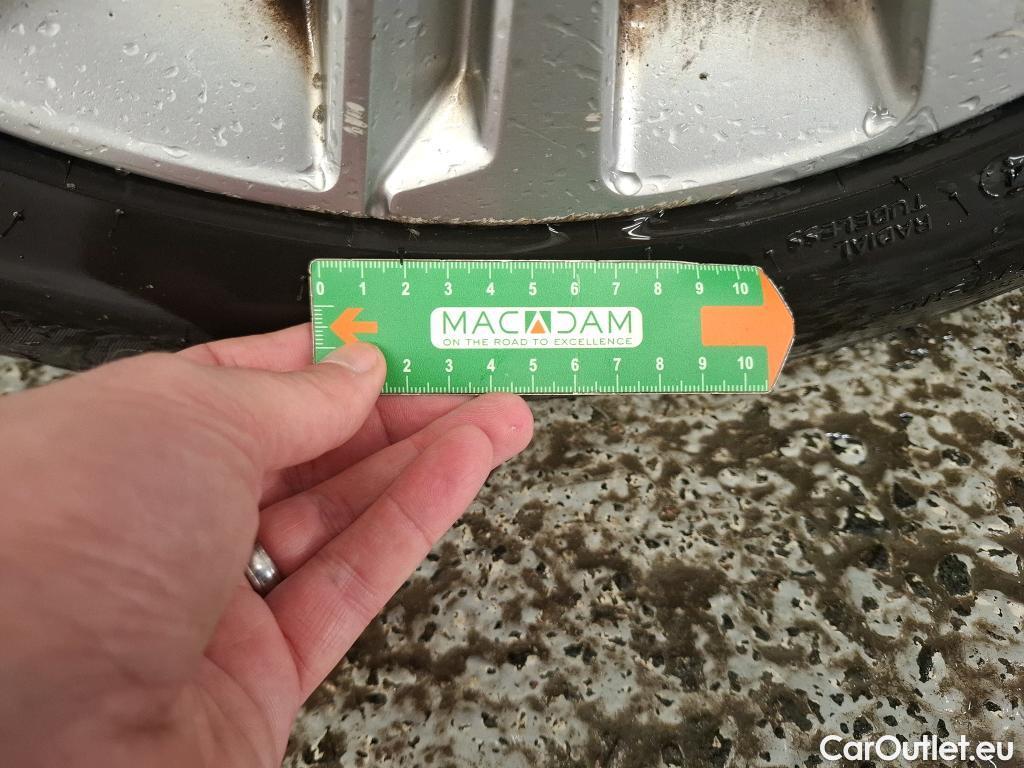 RADIAL
TUBELESS
0 1 2 3 4 5 6 7 8 9 10
MACADAM
ON THE ROAD TO EXCELLENCE
2 3 4 5 6 7 8 9 10
CarOutlet.eu